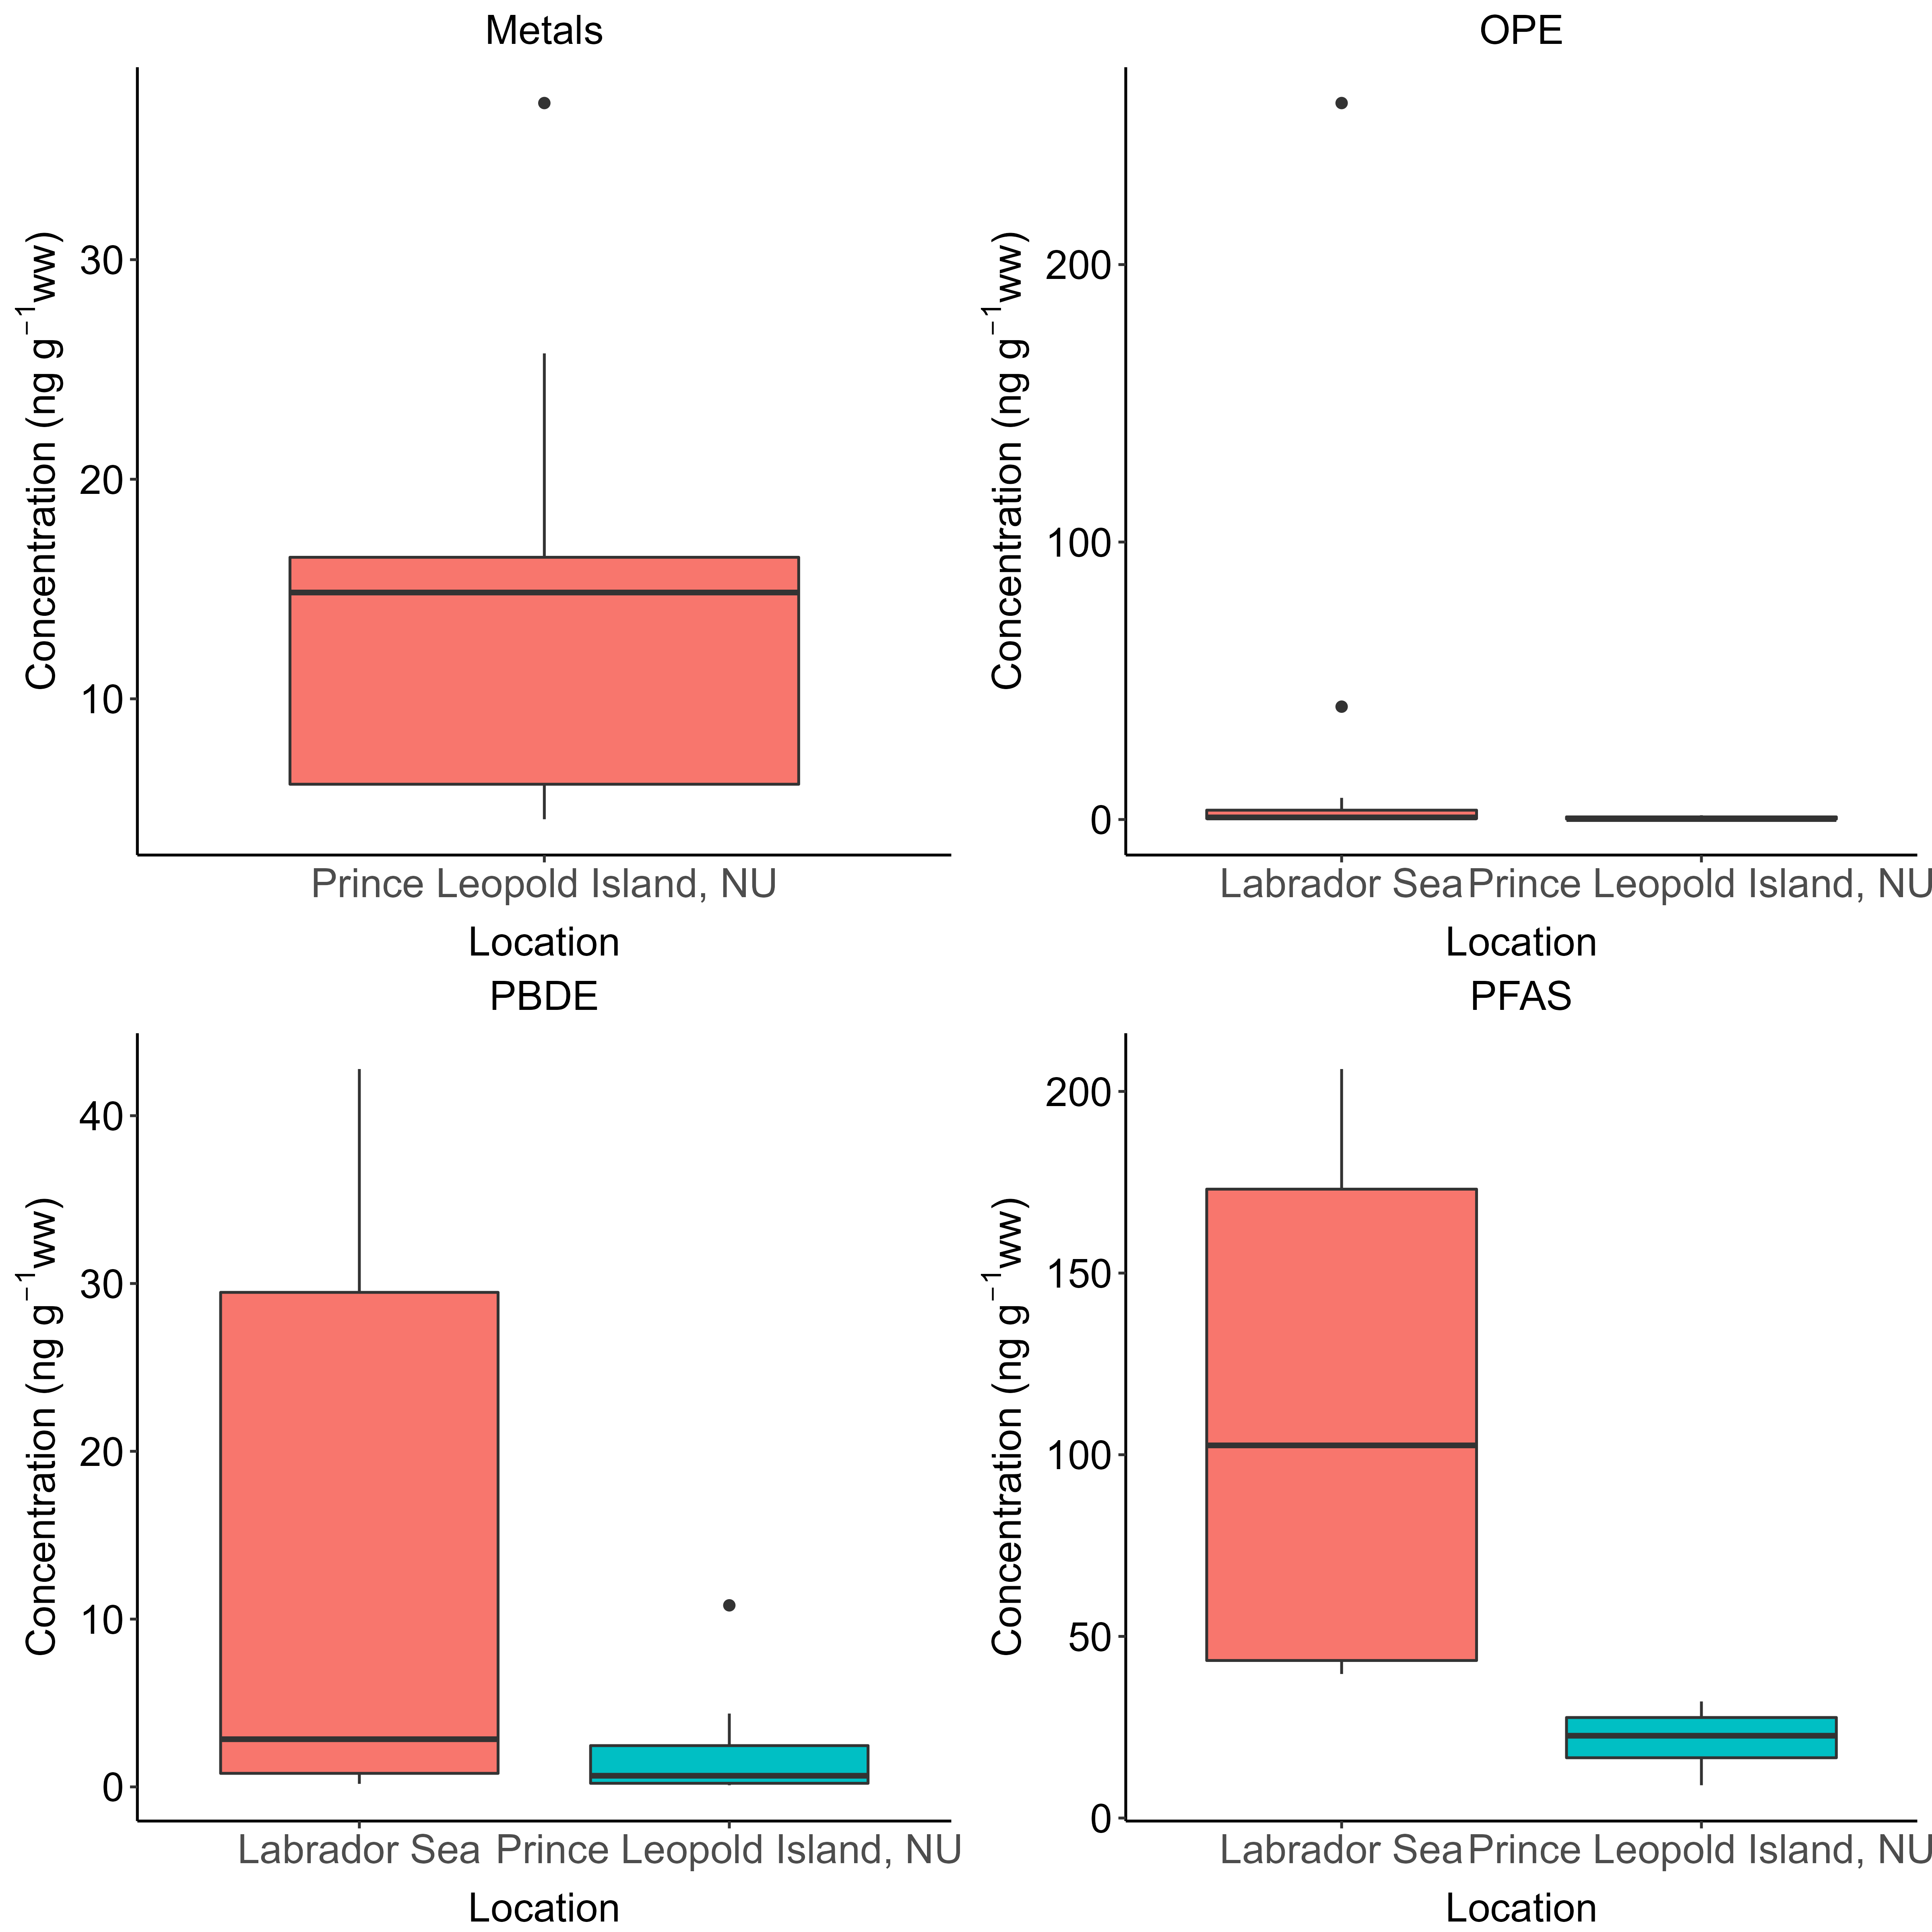 Metals
Concentration (ng g⁻¹ww)
30
20
10
Prince Leopold Island, NU
Location
OPE
Concentration (ng g⁻¹ww)
200
100
0
Labrador Sea Prince Leopold Island, NU
Location
PBDE
Concentration (ng g⁻¹ww)
40
30
20
10
0
Labrador Sea Prince Leopold Island, NU
Location
PFAS
Concentration (ng g⁻¹ww)
200
150
100
50
0
Labrador Sea Prince Leopold Island, NU
Location